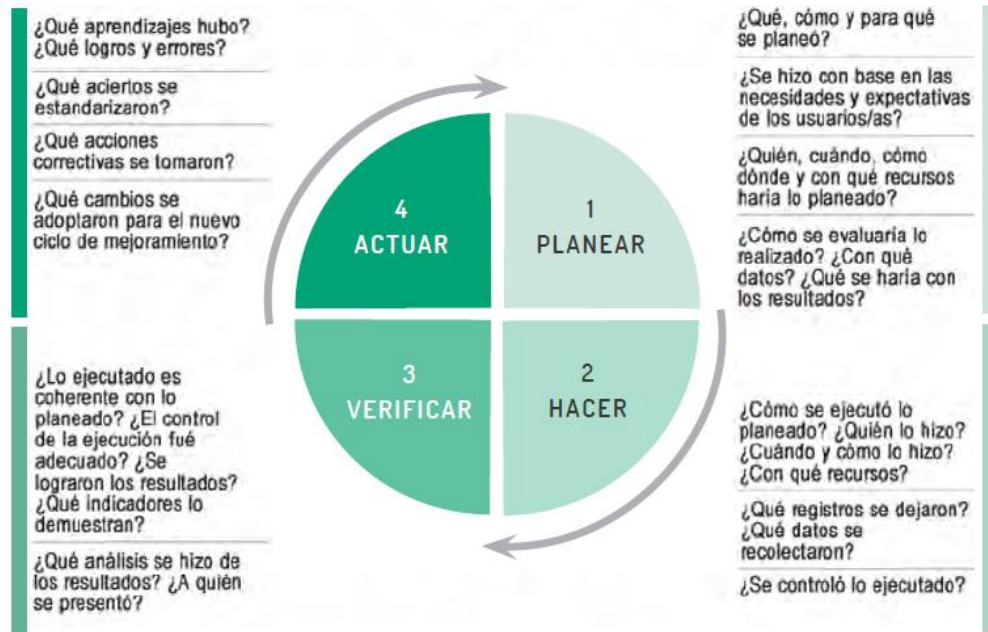 ¿Qué aprendizajes hubo?
¿Qué logros y errores?
¿Qué aciertos se
estandarizaron?
¿Qué acciones
correctivas se tomaron?
¿Qué cambios se
adoptaron para el nuevo
ciclo de mejoramiento?
¿Qué, cómo y para qué
se planeó?
¿Se hizo con base en las
necesidades y expectativas
de los usuarios/as?
¿Quién, cuándo, cómo
dónde y con qué recursos
haria lo planeado?
¿Cómo se evaluaría lo
realizado? ¿Con qué
datos? ¿Qué se haria con
los resultados?
4
ACTUAR
1
PLANEAR
3
VERIFICAR
2
HACER
¿Lo ejecutado es
coherente con lo
planeado? ¿El control
de la ejecución fué
adecuado? ¿Se
lograron los resultados?
¿Qué indicadores lo
demuestran?
¿Qué análisis se hizo de
los resultados? ¿A quién
se presentó?
¿Cómo se ejecutó lo
planeado? ¿Quién lo hizo?
¿Cuándo y cómo lo hizo?
¿Con qué recursos?
¿Qué registros se dejaron?
¿Qué datos se
recolectaron?
¿Se controló lo ejecutado?